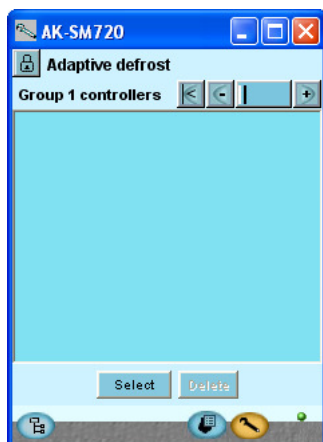 AK-SM720
Adaptive defrost
Group 1 controllers
Select Delete